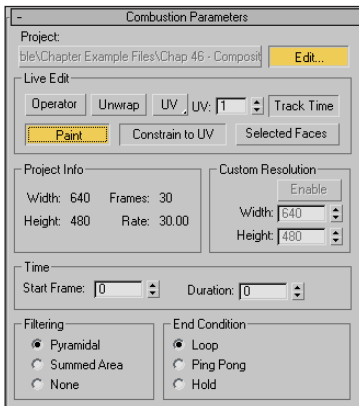 - Combustion Parameters
Project:
ble\Chapter Example Files\Chap 46 - Composit Edit...
Live Edit
Operator Unwrap UV UV: 1 Track Time
Paint Constrain to UV Selected Faces
Project Info
Width: 640 Frames: 30
Height: 480 Rate: 30.00
Custom Resolution
Enable
Width: 640
Height: 480
Time
Start Frame: 0 Duration: 0
Filtering
Pyramidal
Summed Area
None
End Condition
Loop
Ping Pong
Hold